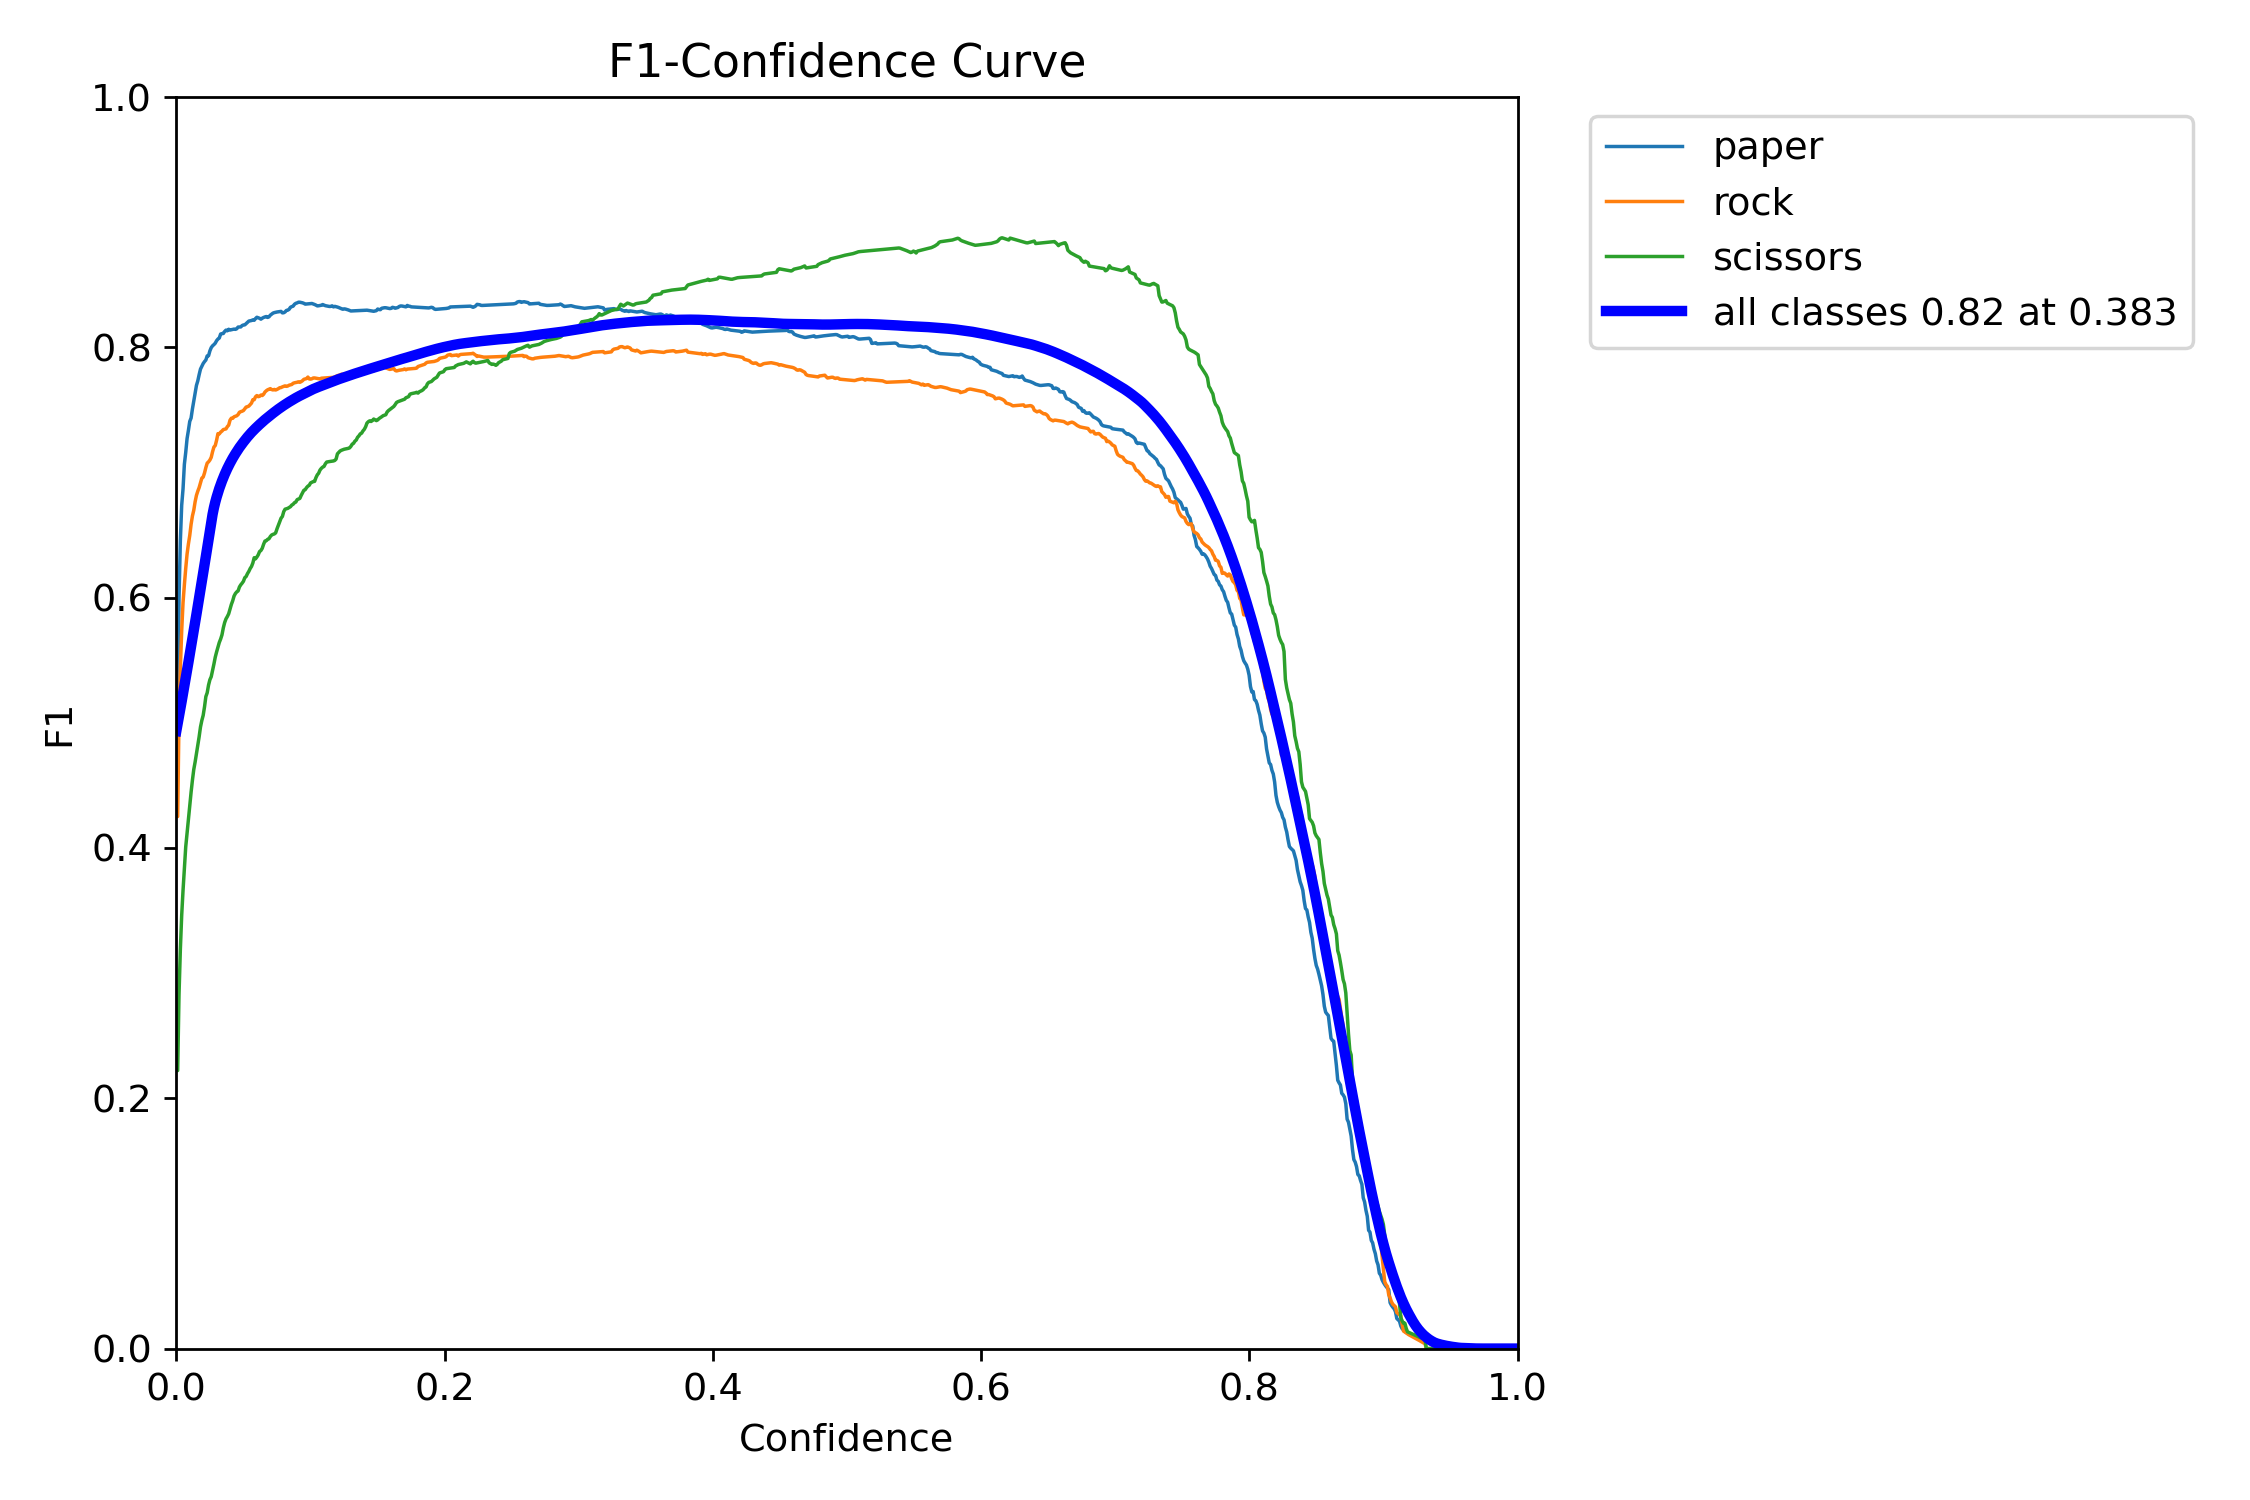 F1-Confidence Curve
1.0
0.8
0.6
0.4
0.2
0.0
F1
0.0 0.2 0.4 0.6 0.8 1.0
Confidence
paper
rock
scissors
all classes 0.82 at 0.383